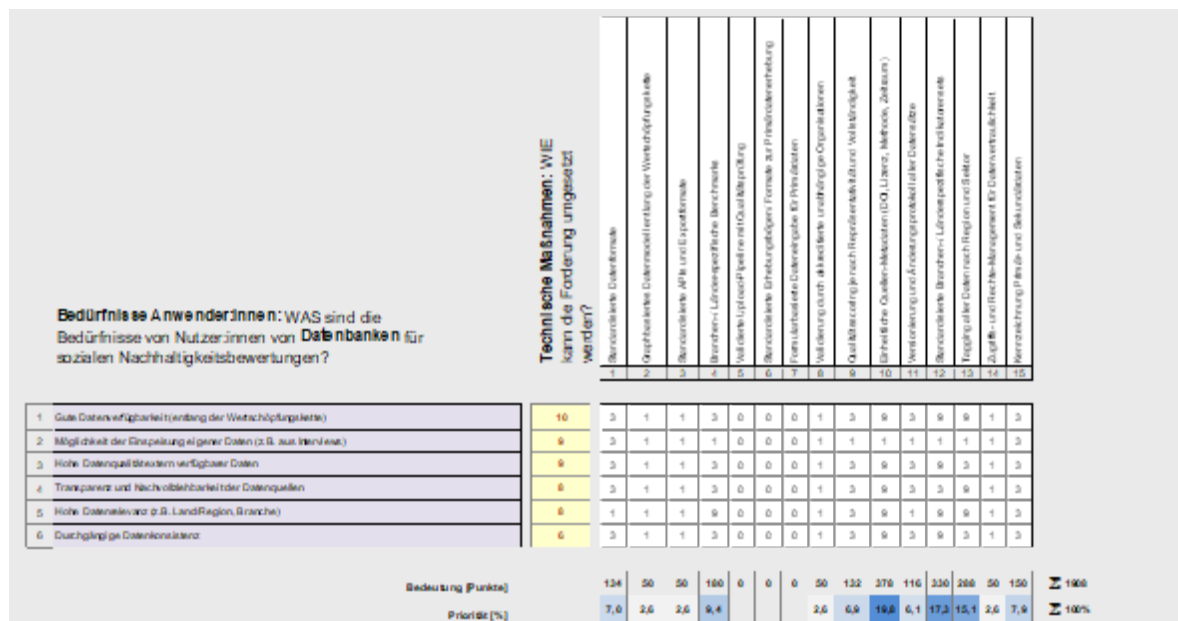 Bedürfnisse Anwender:innen: WAS sind die
Bedürfnisse von Nutzer:innen von Datenbanken für
sozialen Nachhaltigkeitsbewertungen?
Technische Maßnahmen: WIE
kann die Forderung umgesetzt
werden?
Standardisierte Datenformate
Graphbasiertes Datenmodell entlang der Wertschöpfungskette
Standardisierte APIs und Exportformate
Branchen-/ Länderspezifische Benchmarks
Validierte Upload-Pipeline mit Qualitätsprüfung
Standardisierte Erhebungsbögen/ Formate zur Primärdatenerhebung
Formularbasierte Dateneingabe für Primärdaten
Validierung durch akkreditierte unabhängige Organisationen
Qualitätsscoring je nach Repräsentativität und Vollständigkeit
Einheitliche Quellen-Metadaten (DOI, Lizenz, Methode, Zeitraum)
Versionierung und Änderungsprotokoll aller Datensätze
Standardisierte Branchen-/ Länderspezifische Indikatorensets
Tagging aller Daten nach Region und Sektor
Zugriffs- und Rechte-Management für Datenvertraulichkeit
Kennzeichnung Primär- und Sekundärdaten
1 2 3 4 5 6 7 8 9 10 11 12 13 14 15
1 Gute Datenverfügbarkeit (entlang der Wertschöpfungskette) 10 3 1 1 3 0 0 0 1 3 9 3 9 9 1 3
2 Möglichkeit der Einspeisung eigener Daten (z.B. aus Interviews) 9 3 1 1 1 0 0 0 1 1 1 1 1 1 1 3
3 Hohe Datenqualität extern verfügbarer Daten 9 3 1 1 3 0 0 0 1 3 9 3 9 3 1 3
4 Transparenz und Nachvollziehbarkeit der Datenquellen 8 3 1 1 3 0 0 0 1 3 9 3 3 9 1 3
5 Hohe Datenrelevanz (z.B. Land/Region, Branche) 8 1 1 1 9 0 0 0 1 3 9 1 9 9 1 3
6 Durchgängige Datenkonsistenz 6 3 1 1 3 0 0 0 1 3 9 3 9 3 1 3
Bedeutung [Punkte] 134 50 50 180 0 0 0 50 132 378 116 330 288 50 150 Σ 1908
Priorität [%] 7,0 2,6 2,6 9,4 2,6 6,9 19,8 6,1 17,3 15,1 2,6 7,9 Σ 100%